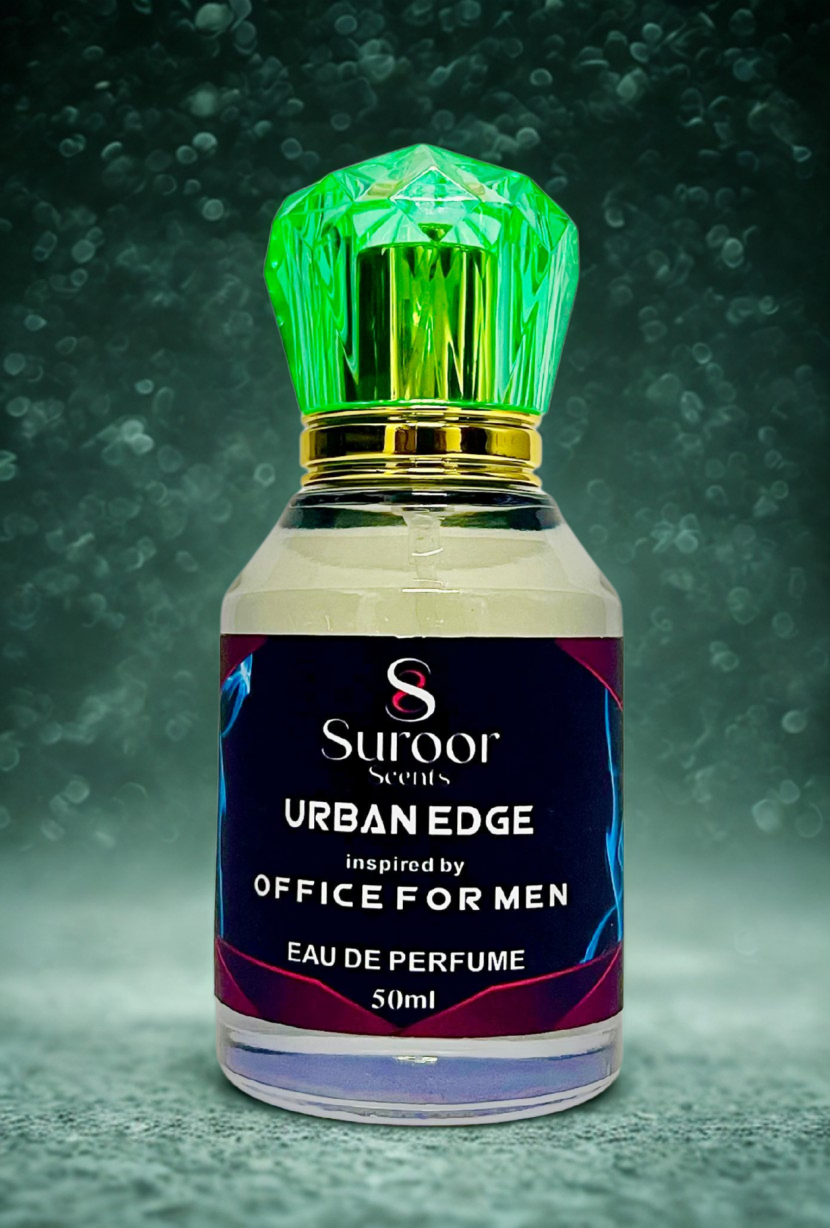 Suroor
Scents
URBAN EDGE
inspired by
OFFICE FOR MEN
EAU DE PERFUME
50ml